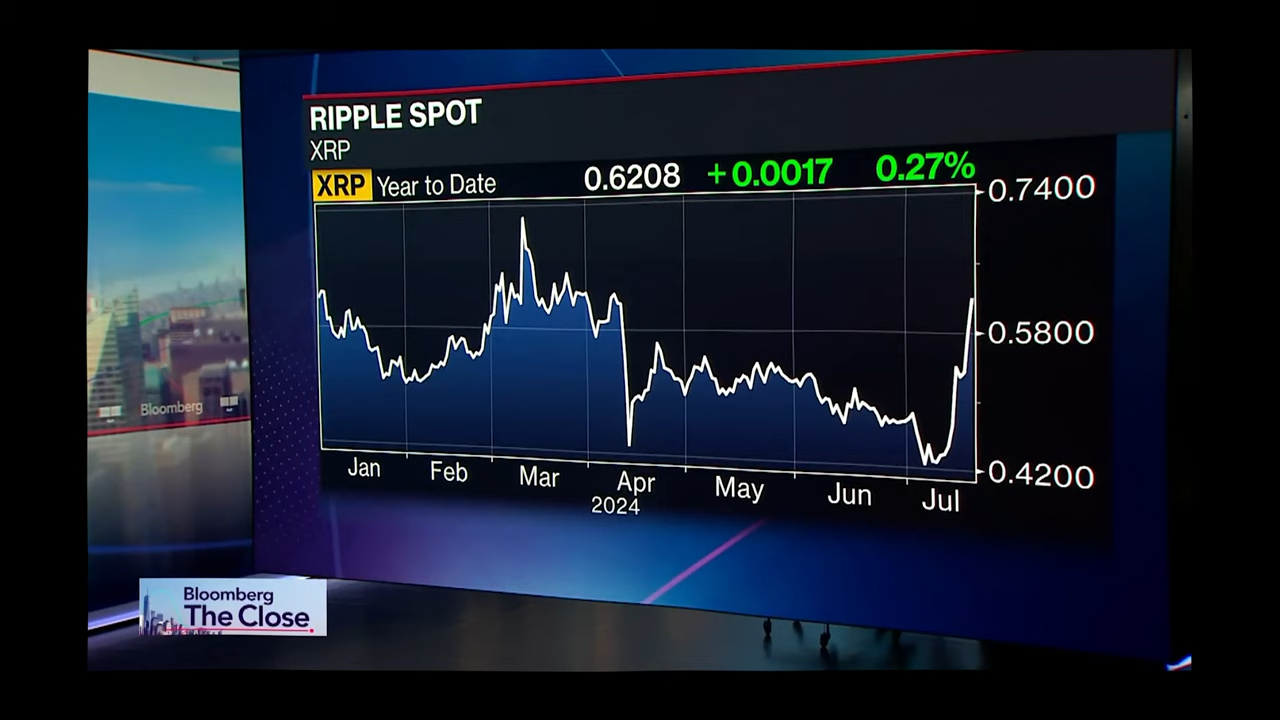 RIPPLE SPOT
XRP
XRP Year to Date 0.6208 +0.0017 0.27%
0.7400
0.5800
0.4200
Jan Feb Mar Apr May Jun Jul
2024
Bloomberg
Bloomberg
The Close